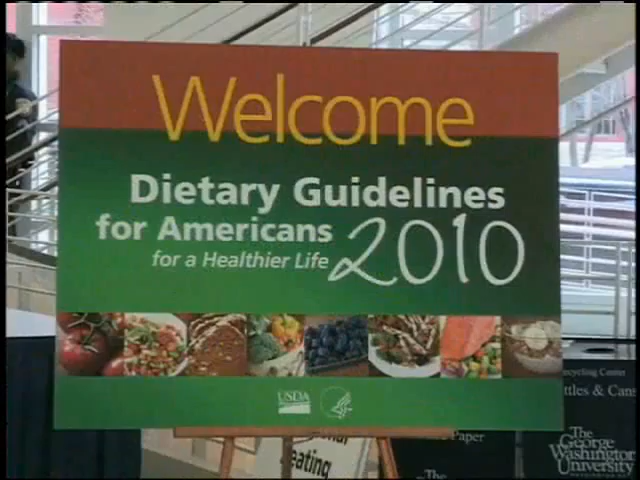 Welcome
Dietary Guidelines
for Americans 2010
for a Healthier Life
USDA
Recycling Center
ttles & Cans
Paper
eating
The
The
George
Washington
University